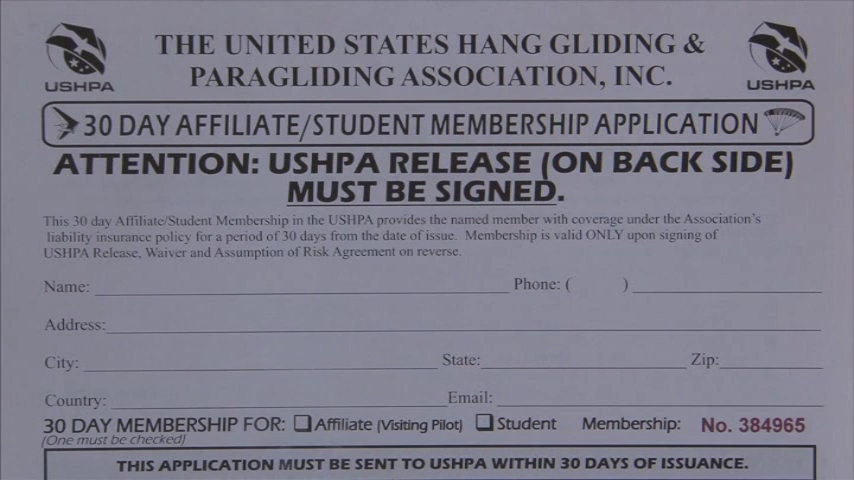 THE UNITED STATES HANG GLIDING &
PARAGLIDING ASSOCIATION, INC.
USHPA
USHPA
30 DAY AFFILIATE/STUDENT MEMBERSHIP APPLICATION
ATTENTION: USHPA RELEASE (ON BACK SIDE)
MUST BE SIGNED.
This 30 day Affiliate/Student Membership in the USHPA provides the named member with coverage under the Association's
liability insurance policy for a period of 30 days from the date of issue. Membership is valid ONLY upon signing of
USHPA Release, Waiver and Assumption of Risk Agreement on reverse.
Name: Phone: ( )
Address:
City: State: Zip:
Country: Email:
30 DAY MEMBERSHIP FOR: Affiliate (Visiting Pilot) Student Membership: No. 384965
(One must be checked)
THIS APPLICATION MUST BE SENT TO USHPA WITHIN 30 DAYS OF ISSUANCE.